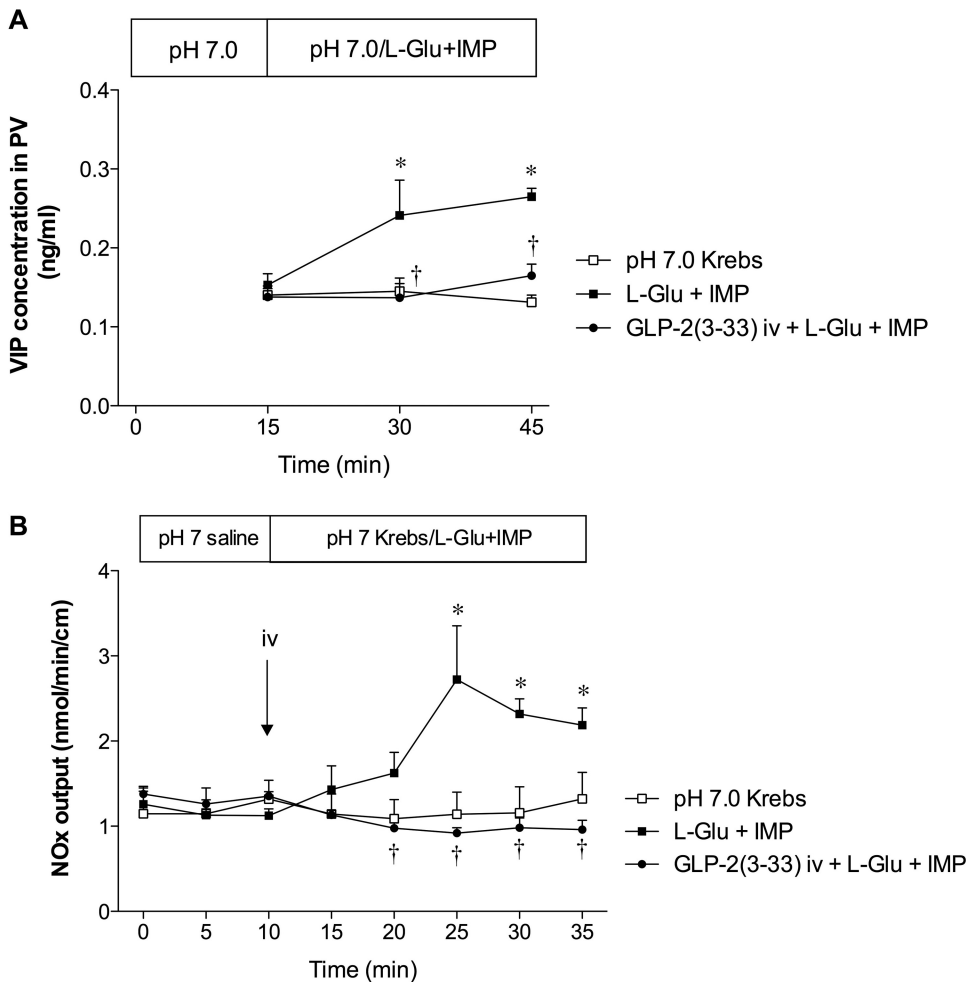 A
pH 7.0
pH 7.0/L-Glu+IMP
VIP concentration in PV
(ng/ml)
0.4
0.3
0.2
0.1
0.0
*
*
†
†
0
15
30
45
Time (min)
pH 7.0 Krebs
L-Glu + IMP
GLP-2(3-33) iv + L-Glu + IMP
B
pH 7 saline
pH 7 Krebs/L-Glu+IMP
NOx output (nmol/min/cm)
4
3
2
1
0
iv
*
*
*
†
†
†
†
0
5
10
15
20
25
30
35
Time (min)
pH 7.0 Krebs
L-Glu + IMP
GLP-2(3-33) iv + L-Glu + IMP